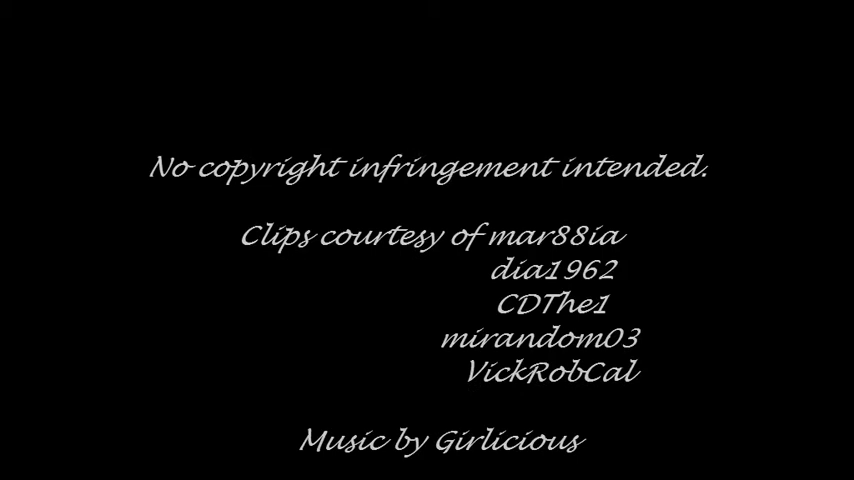 No copyright infringement intended.
Clips courtesy of mar88ia
dia1962
CDThe1
mirandom03
VickRobCal
Music by Girlicious